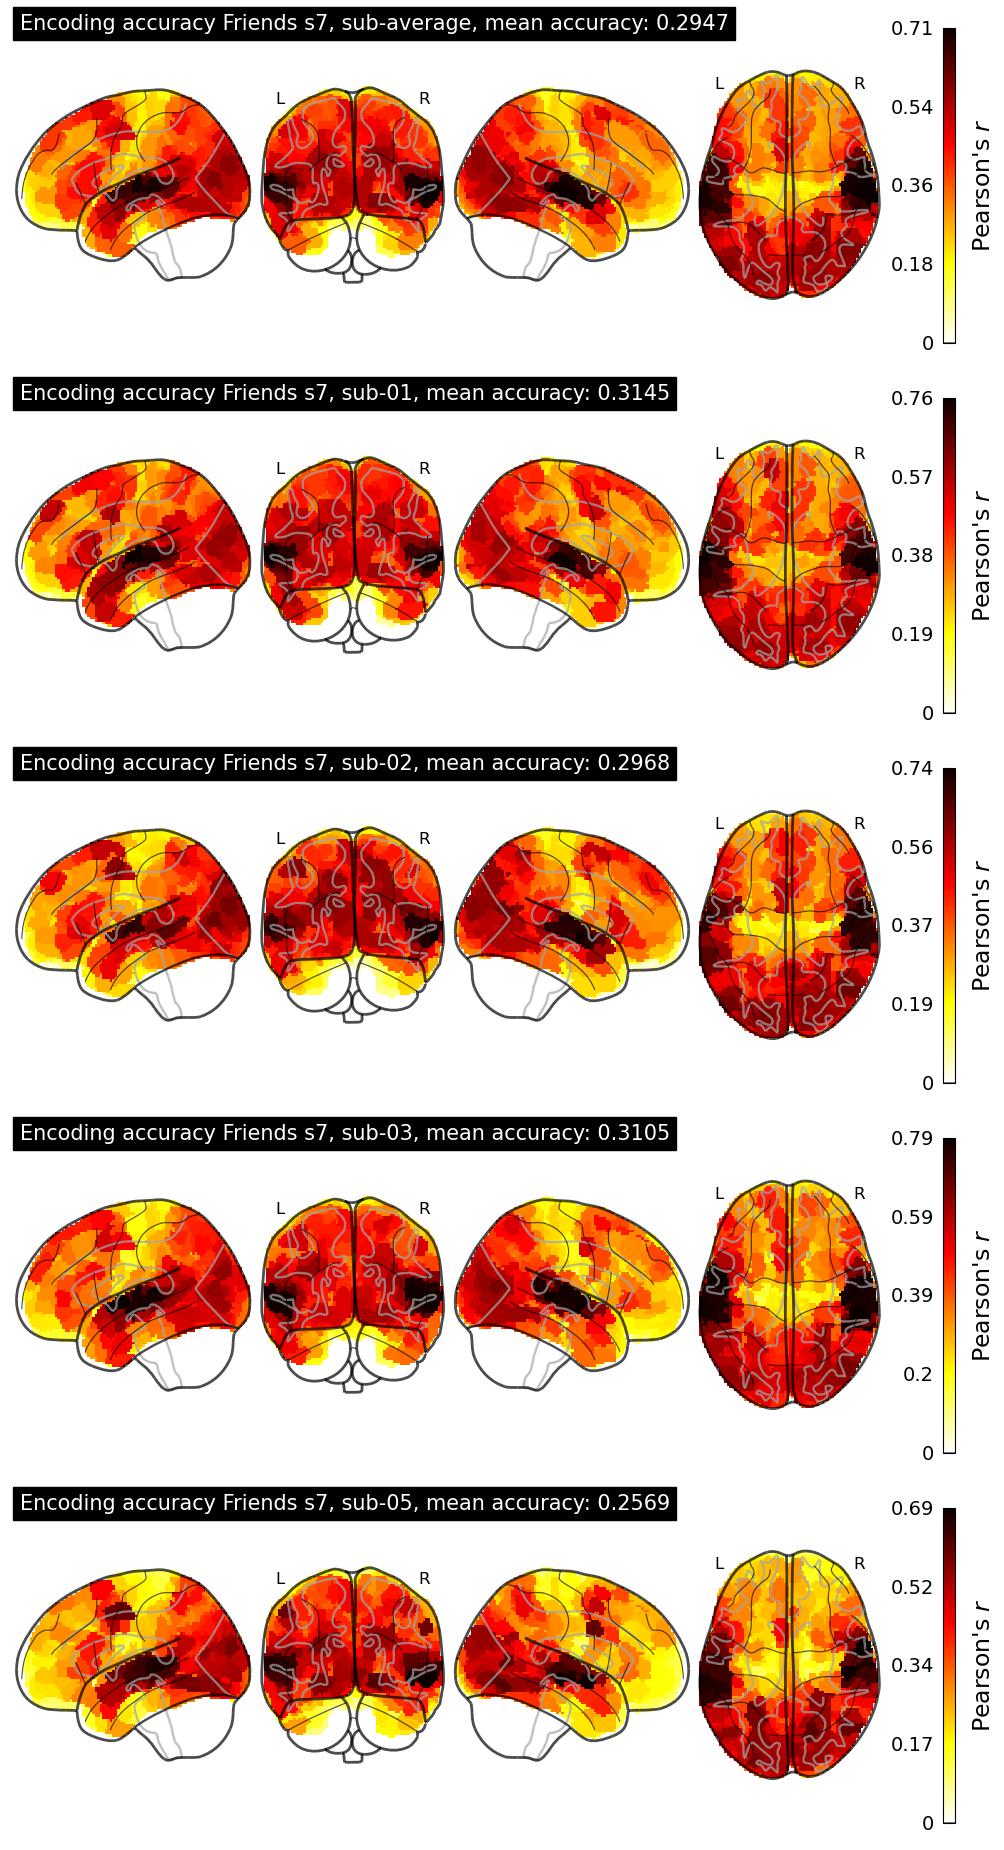 Encoding accuracy Friends s7, sub-average, mean accuracy: 0.2947
L
R
L
R
0.71
0.54
0.36
0.18
0
Pearson's r
Encoding accuracy Friends s7, sub-01, mean accuracy: 0.3145
L
R
L
R
0.76
0.57
0.38
0.19
0
Pearson's r
Encoding accuracy Friends s7, sub-02, mean accuracy: 0.2968
L
R
L
R
0.74
0.56
0.37
0.19
0
Pearson's r
Encoding accuracy Friends s7, sub-03, mean accuracy: 0.3105
L
R
L
R
0.79
0.59
0.39
0.2
0
Pearson's r
Encoding accuracy Friends s7, sub-05, mean accuracy: 0.2569
L
R
L
R
0.69
0.52
0.34
0.17
0
Pearson's r